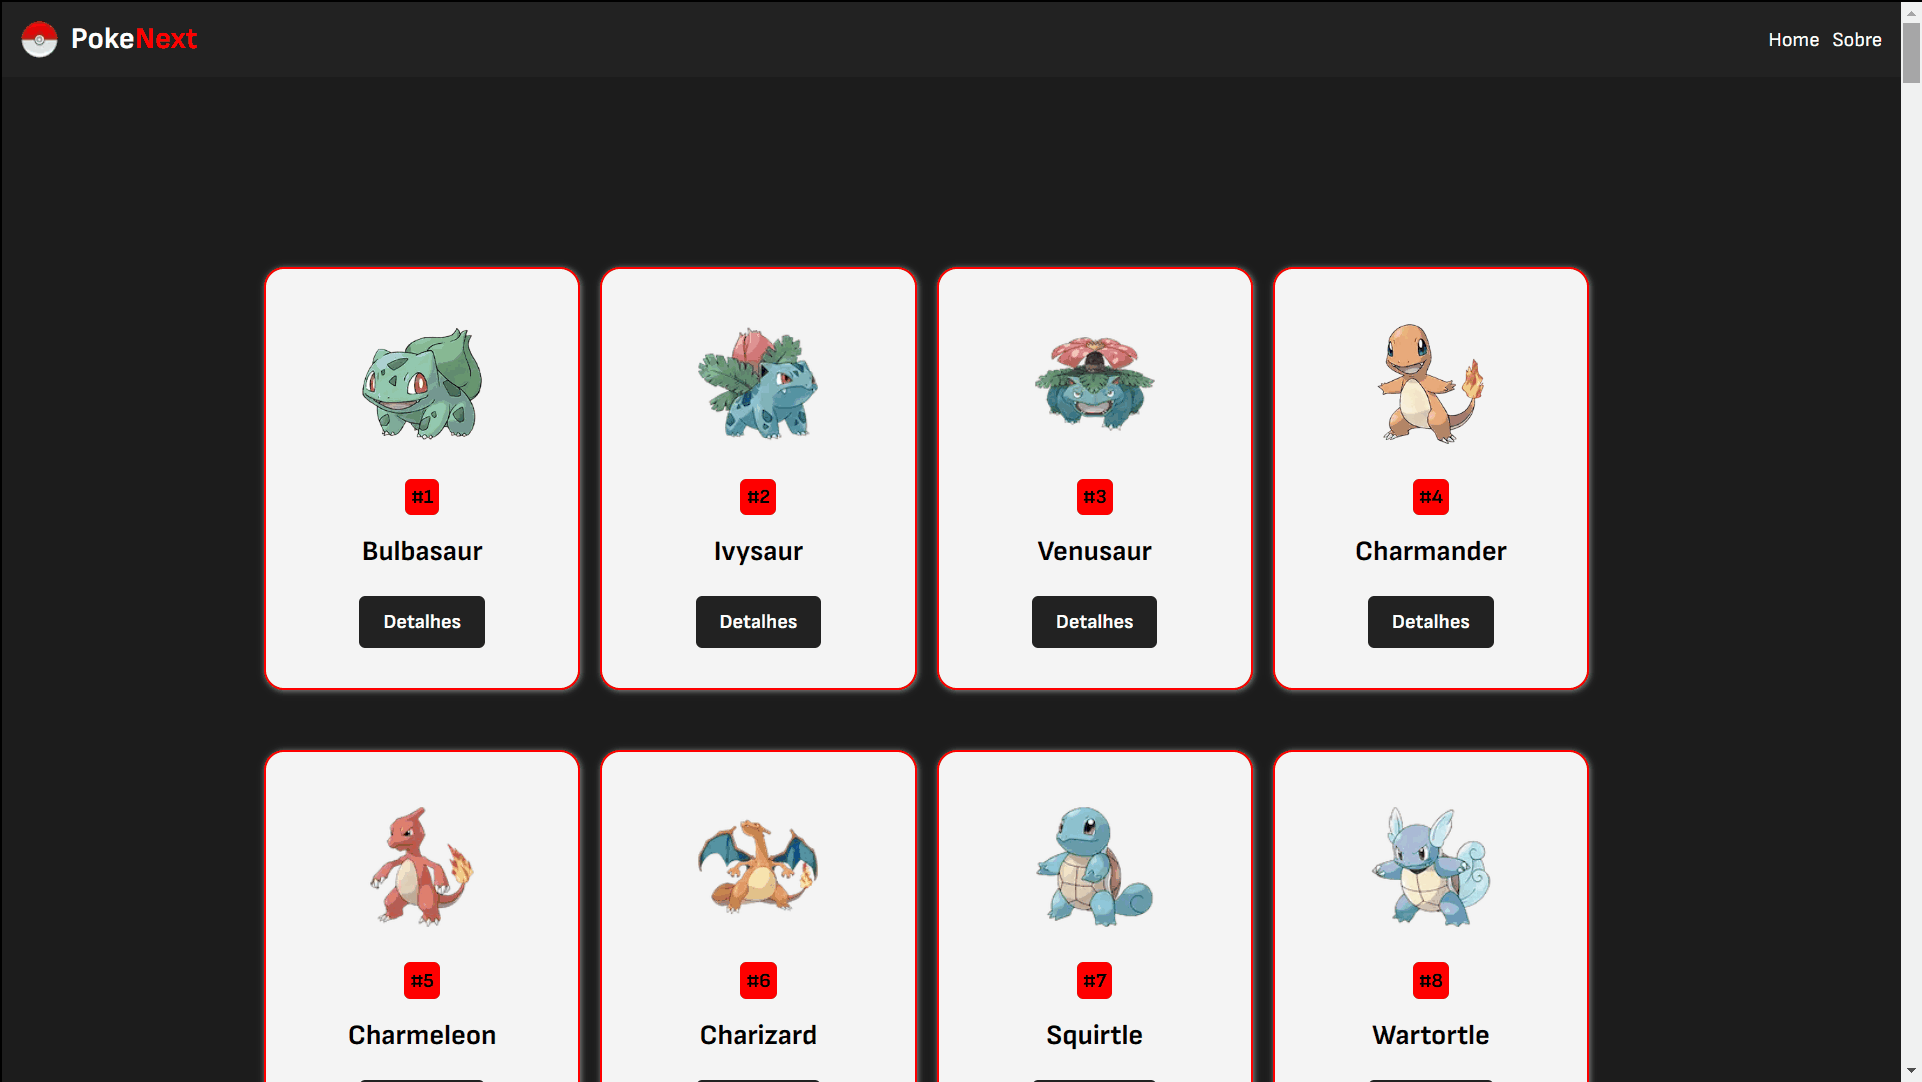 PokeNext
Home Sobre
#1 #2 #3 #4
Bulbasaur Ivysaur Venusaur Charmander
Detalhes Detalhes Detalhes Detalhes
#5 #6 #7 #8
Charmeleon Charizard Squirtle Wartortle